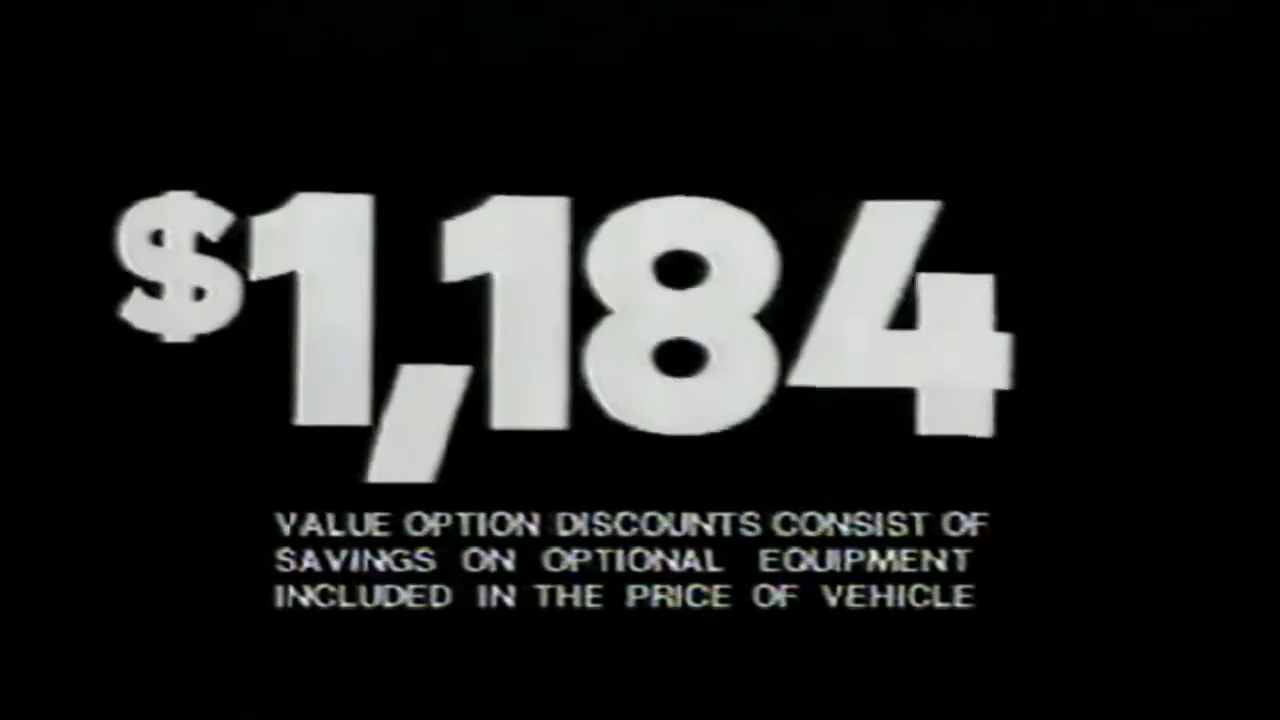 $1,184
VALUE OPTION DISCOUNTS CONSIST OF
SAVINGS ON OPTIONAL EQUIPMENT
INCLUDED IN THE PRICE OF VEHICLE